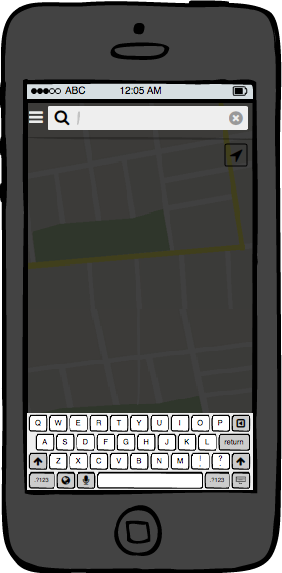 ABC 12:05 AM
Q W E R T Y U I O P
A S D F G H J K L return
Z X C V B N M ! , ? .
.?123 .?123